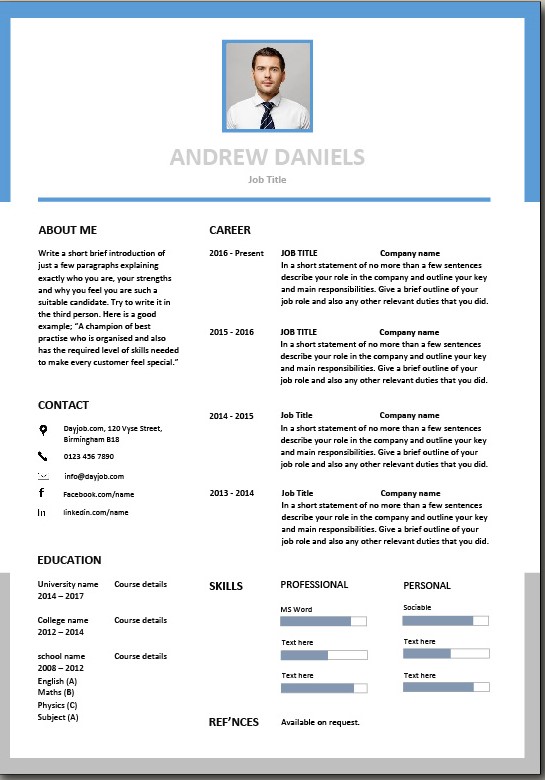 ANDREW DANIELS
Job Title
ABOUT ME
Write a short brief introduction of
just a few paragraphs explaining
exactly who you are, your strengths
and why you feel you are such a
suitable candidate. Try to write it in
the third person. Here is a good
example; “A champion of best
practise who is organised and also
has the required level of skills needed
to make every customer feel special.”
CONTACT
Dayjob.com, 120 Vyse Street,
Birmingham B18
0123 456 7890
info@dayjob.com
Facebook.com/name
linkedin.com/name
EDUCATION
University name Course details
2014 – 2017
College name Course details
2012 – 2014
school name Course details
2008 – 2012
English (A)
Maths (B)
Physics (C)
Subject (A)
CAREER
2016 - Present JOB TITLE Company name
In a short statement of no more than a few sentences
describe your role in the company and outline your key
and main responsibilities. Give a brief outline of your
job role and also any other relevant duties that you did.
2015 - 2016 JOB TITLE Company name
In a short statement of no more than a few sentences
describe your role in the company and outline your key
and main responsibilities. Give a brief outline of your
job role and also any other relevant duties that you did.
2014 - 2015 Job Title Company name
In a short statement of no more than a few sentences
describe your role in the company and outline your key
and main responsibilities. Give a brief outline of your
job role and also any other relevant duties that you did.
2013 - 2014 Job Title Company name
In a short statement of no more than a few sentences
describe your role in the company and outline your key
and main responsibilities. Give a brief outline of your
job role and also any other relevant duties that you did.
SKILLS PROFESSIONAL PERSONAL
MS Word Sociable
Text here Text here
Text here Text here
REF’NCES Available on request.